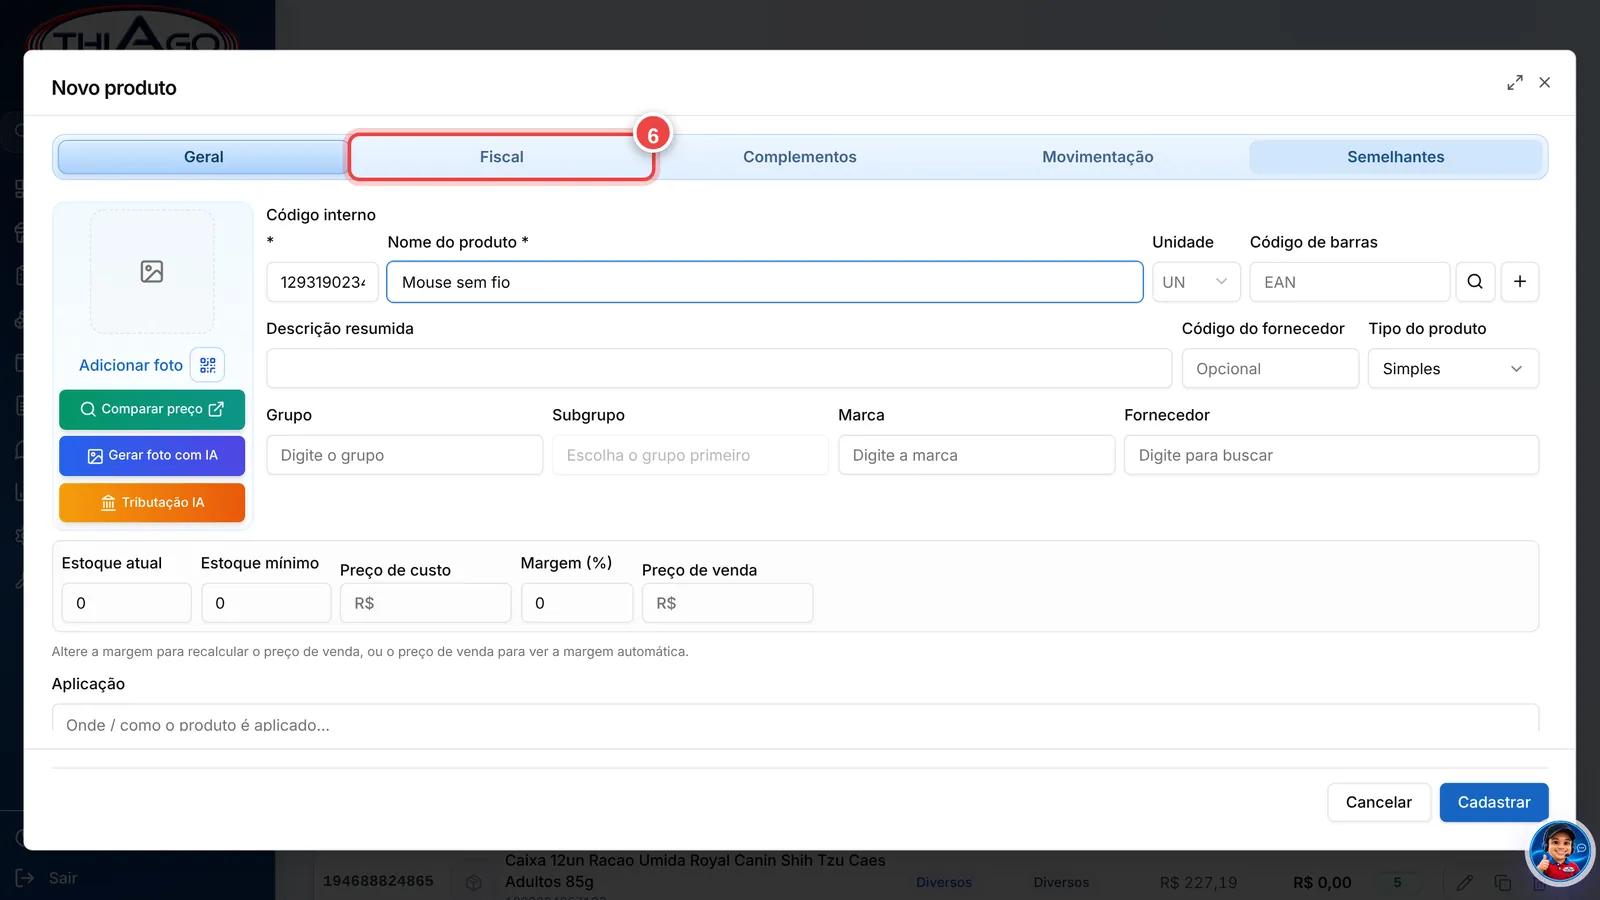 THIAGO
Novo produto
6
Geral
Fiscal
Complementos
Movimentação
Semelhantes
Código interno
*
Nome do produto *
Unidade
Código de barras
1293190234
Mouse sem fio
UN
EAN
Descrição resumida
Código do fornecedor
Tipo do produto
Opcional
Simples
Adicionar foto
Comparar preço
Gerar foto com IA
Tributação IA
Grupo
Subgrupo
Marca
Fornecedor
Digite o grupo
Escolha o grupo primeiro
Digite a marca
Digite para buscar
Estoque atual
Estoque mínimo
Preço de custo
Margem (%)
Preço de venda
0
0
R$
0
R$
Altere a margem para recalcular o preço de venda, ou o preço de venda para ver a margem automática.
Aplicação
Onde / como o produto é aplicado...
Cancelar
Cadastrar
Sair
194688824865
Caixa 12un Racao Umida Royal Canin Shih Tzu Caes
Adultos 85g
Diversos
Diversos
R$ 227,19
R$ 0,00
5